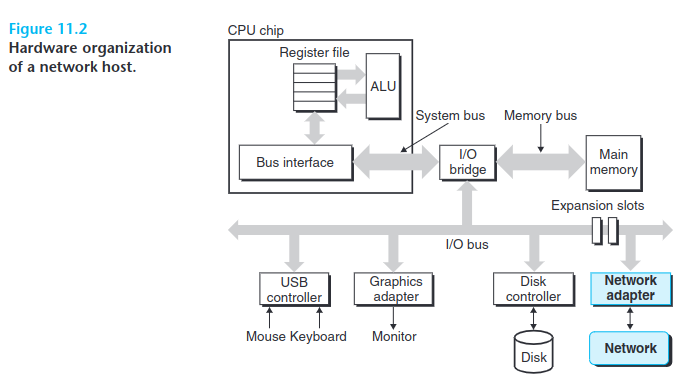 Figure 11.2
Hardware organization
of a network host.
CPU chip
Register file
ALU
System bus
Memory bus
Bus interface
I/O
bridge
Main
memory
Expansion slots
I/O bus
USB
controller
Graphics
adapter
Disk
controller
Network
adapter
Mouse Keyboard
Monitor
Disk
Network